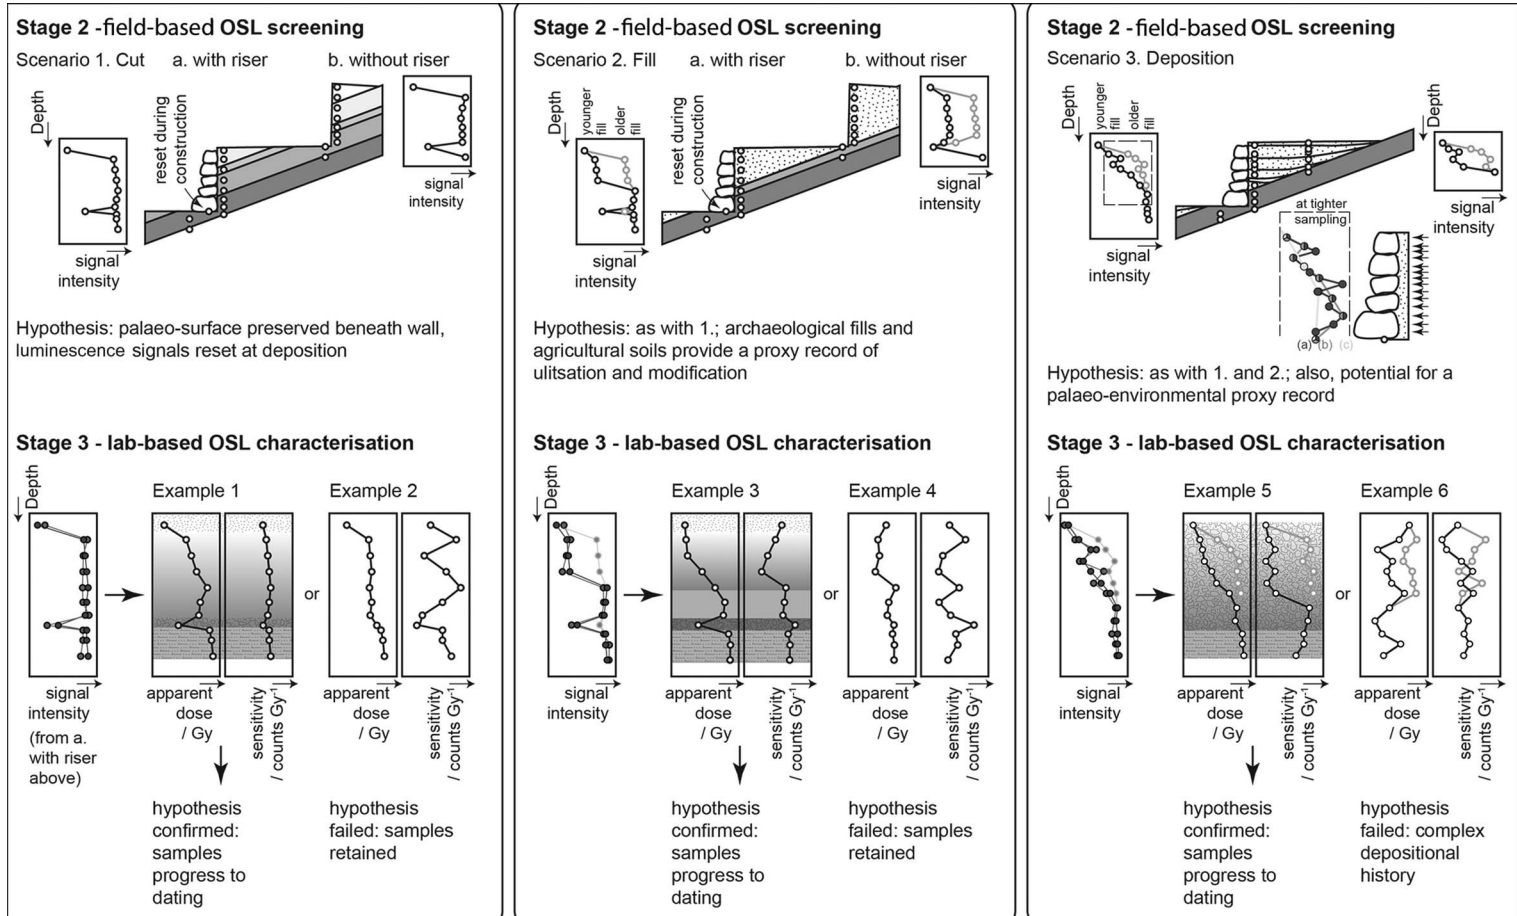 Stage 2 -field-based OSL screening
Scenario 1. Cut
a. with riser
b. without riser
Depth
reset during
construction
signal
intensity
signal
intensity
Hypothesis: palaeo-surface preserved beneath wall,
luminescence signals reset at deposition
Stage 3 - lab-based OSL characterisation
Depth
Example 1
Example 2
or
signal
intensity
(from a.
with riser
above)
apparent
dose
/ Gy
sensitivity
/ counts Gy⁻¹
apparent
dose
/ Gy
sensitivity
/ counts Gy⁻¹
hypothesis
confirmed:
samples
progress to
dating
hypothesis
failed: samples
retained
Stage 2 -field-based OSL screening
Scenario 2. Fill
a. with riser
b. without riser
Depth
younger
fill
older
fill
reset during
construction
signal
intensity
signal
intensity
Hypothesis: as with 1.; archaeological fills and
agricultural soils provide a proxy record of
ulitsation and modification
Stage 3 - lab-based OSL characterisation
Depth
Example 3
Example 4
or
signal
intensity
apparent
dose
/ Gy
sensitivity
/ counts Gy⁻¹
apparent
dose
/ Gy
sensitivity
/ counts Gy⁻¹
hypothesis
confirmed:
samples
progress to
dating
hypothesis
failed: samples
retained
Stage 2 -field-based OSL screening
Scenario 3. Deposition
Depth
younger
fill
older
fill
Depth
signal
intensity
signal
intensity
at tighter
sampling
(a) (b) (c)
Hypothesis: as with 1. and 2.; also, potential for a
palaeo-environmental proxy record
Stage 3 - lab-based OSL characterisation
Depth
Example 5
Example 6
or
signal
intensity
apparent
dose
/ Gy
sensitivity
/ counts Gy⁻¹
apparent
dose
/ Gy
sensitivity
/ counts Gy⁻¹
hypothesis
confirmed:
samples
progress to
dating
hypothesis
failed: complex
depositional
history